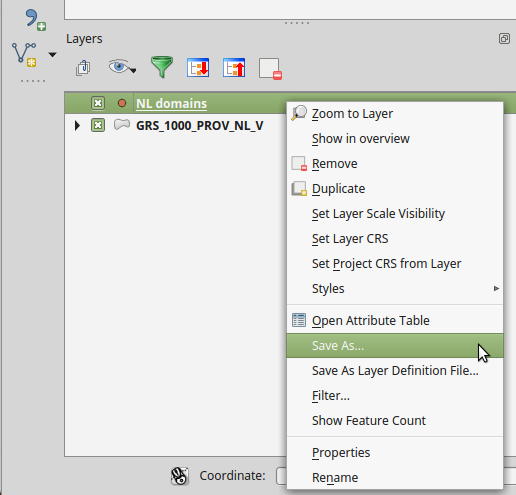 Layers
NL domains
GRS_1000_PROV_NL_V
Zoom to Layer
Show in overview
Remove
Duplicate
Set Layer Scale Visibility
Set Layer CRS
Set Project CRS from Layer
Styles
Open Attribute Table
Save As...
Save As Layer Definition File...
Filter...
Show Feature Count
Properties
Rename
Coordinate: